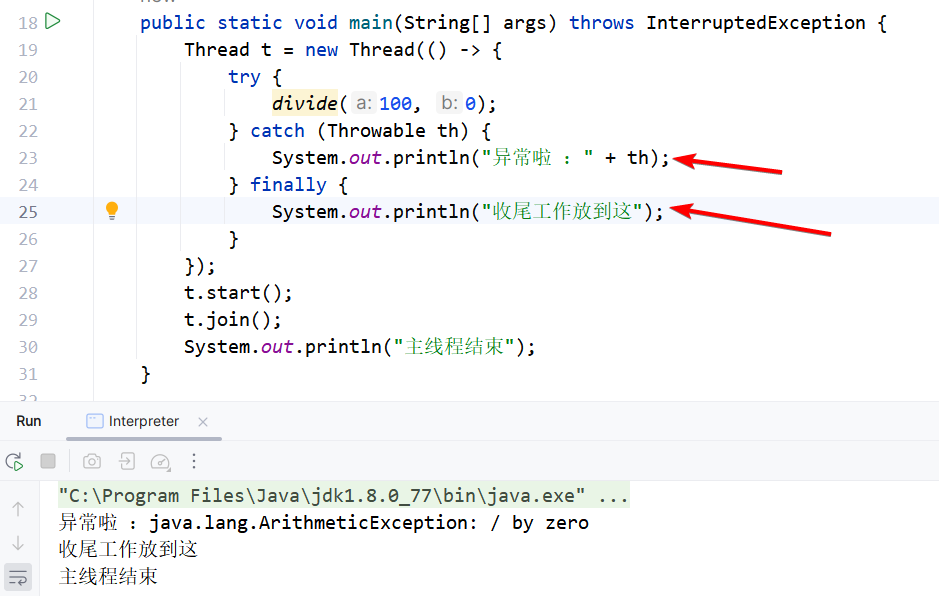 18 public static void main(String[] args) throws InterruptedException {
19 Thread t = new Thread(() -> {
20 try {
21 divide( a: 100, b: 0);
22 } catch (Throwable th) {
23 System.out.println("异常啦 : " + th);
24 } finally {
25 System.out.println("收尾工作放到这");
26 }
27 });
28 t.start();
29 t.join();
30 System.out.println("主线程结束");
31 }
Run Interpreter
"C:\Program Files\Java\jdk1.8.0_77\bin\java.exe" ...
异常啦 : java.lang.ArithmeticException: / by zero
收尾工作放到这
主线程结束